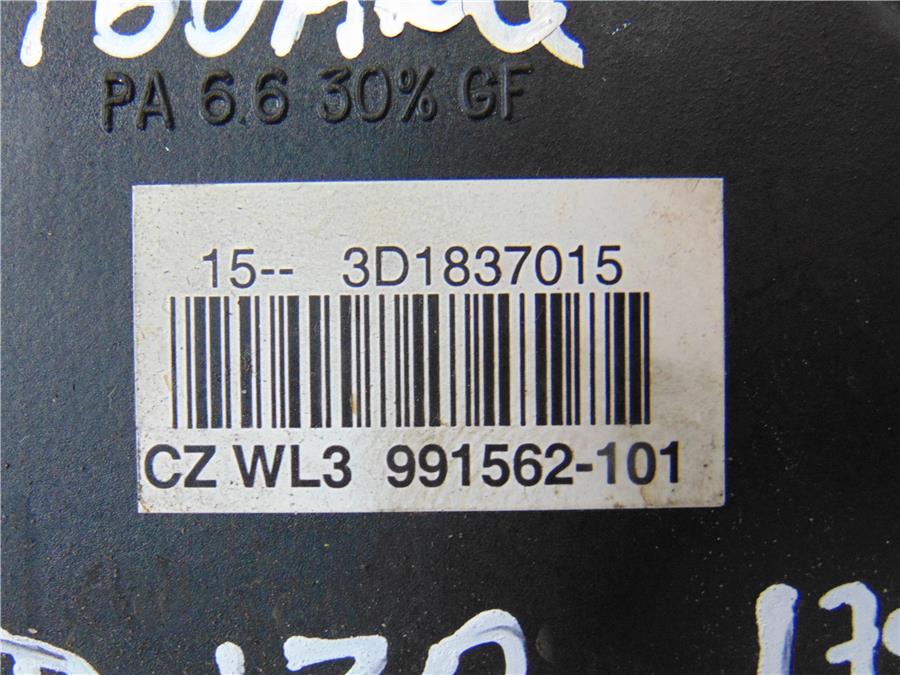 PA 6.6 30% GF
15-- 3D1837015
CZ WL3 991562-101